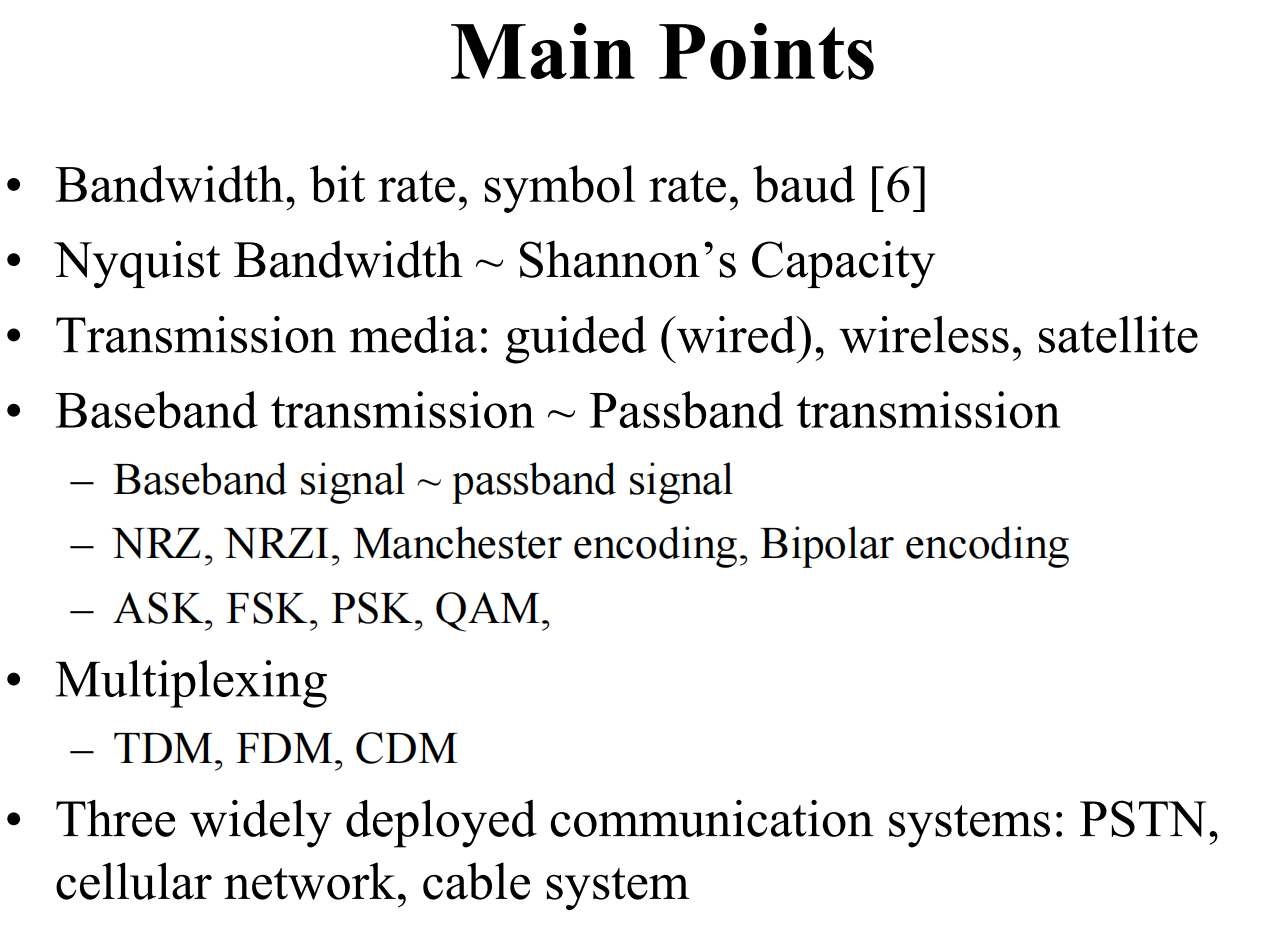 Main Points
• Bandwidth, bit rate, symbol rate, baud [6]
• Nyquist Bandwidth ~ Shannon’s Capacity
• Transmission media: guided (wired), wireless, satellite
• Baseband transmission ~ Passband transmission
– Baseband signal ~ passband signal
– NRZ, NRZI, Manchester encoding, Bipolar encoding
– ASK, FSK, PSK, QAM,
• Multiplexing
– TDM, FDM, CDM
• Three widely deployed communication systems: PSTN,
cellular network, cable system